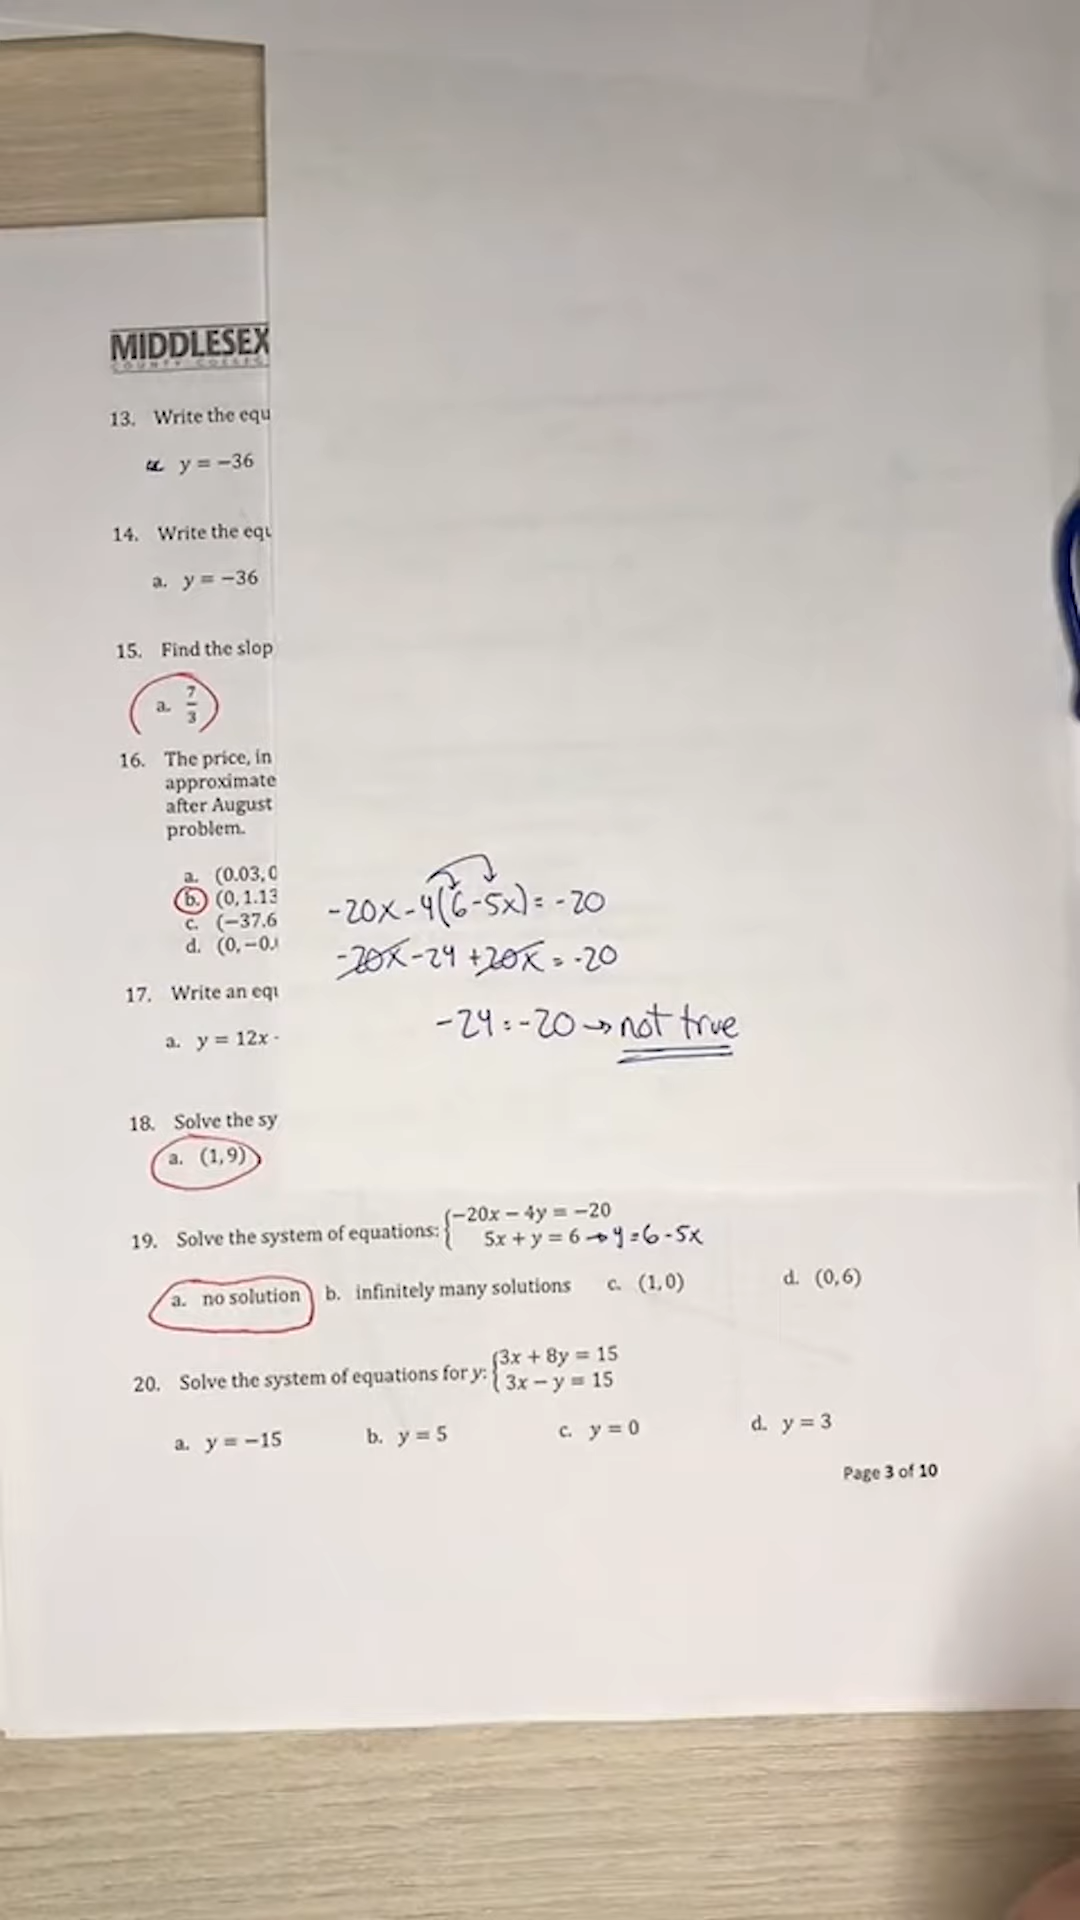 MIDDLESEX
COUNTY COLLEG
13. Write the equ
a. y = −36
14. Write the equ
a. y = −36
15. Find the slop
a. 7/3
16. The price, in
approximate
after August
problem.
a. (0.03, 0
b. (0, 1.13
c. (−37.6
d. (0, −0.
-20x-4(6-5x)=-20
-20x-24+20x=-20
-24=-20→not true
17. Write an equ
a. y = 12x -
18. Solve the sy
a. (1, 9)
19. Solve the system of equations: { −20x − 4y = −20
5x + y = 6 → y=6-5x
a. no solution b. infinitely many solutions c. (1, 0) d. (0, 6)
20. Solve the system of equations for y: { 3x + 8y = 15
3x − y = 15
a. y = −15 b. y = 5 c. y = 0 d. y = 3
Page 3 of 10